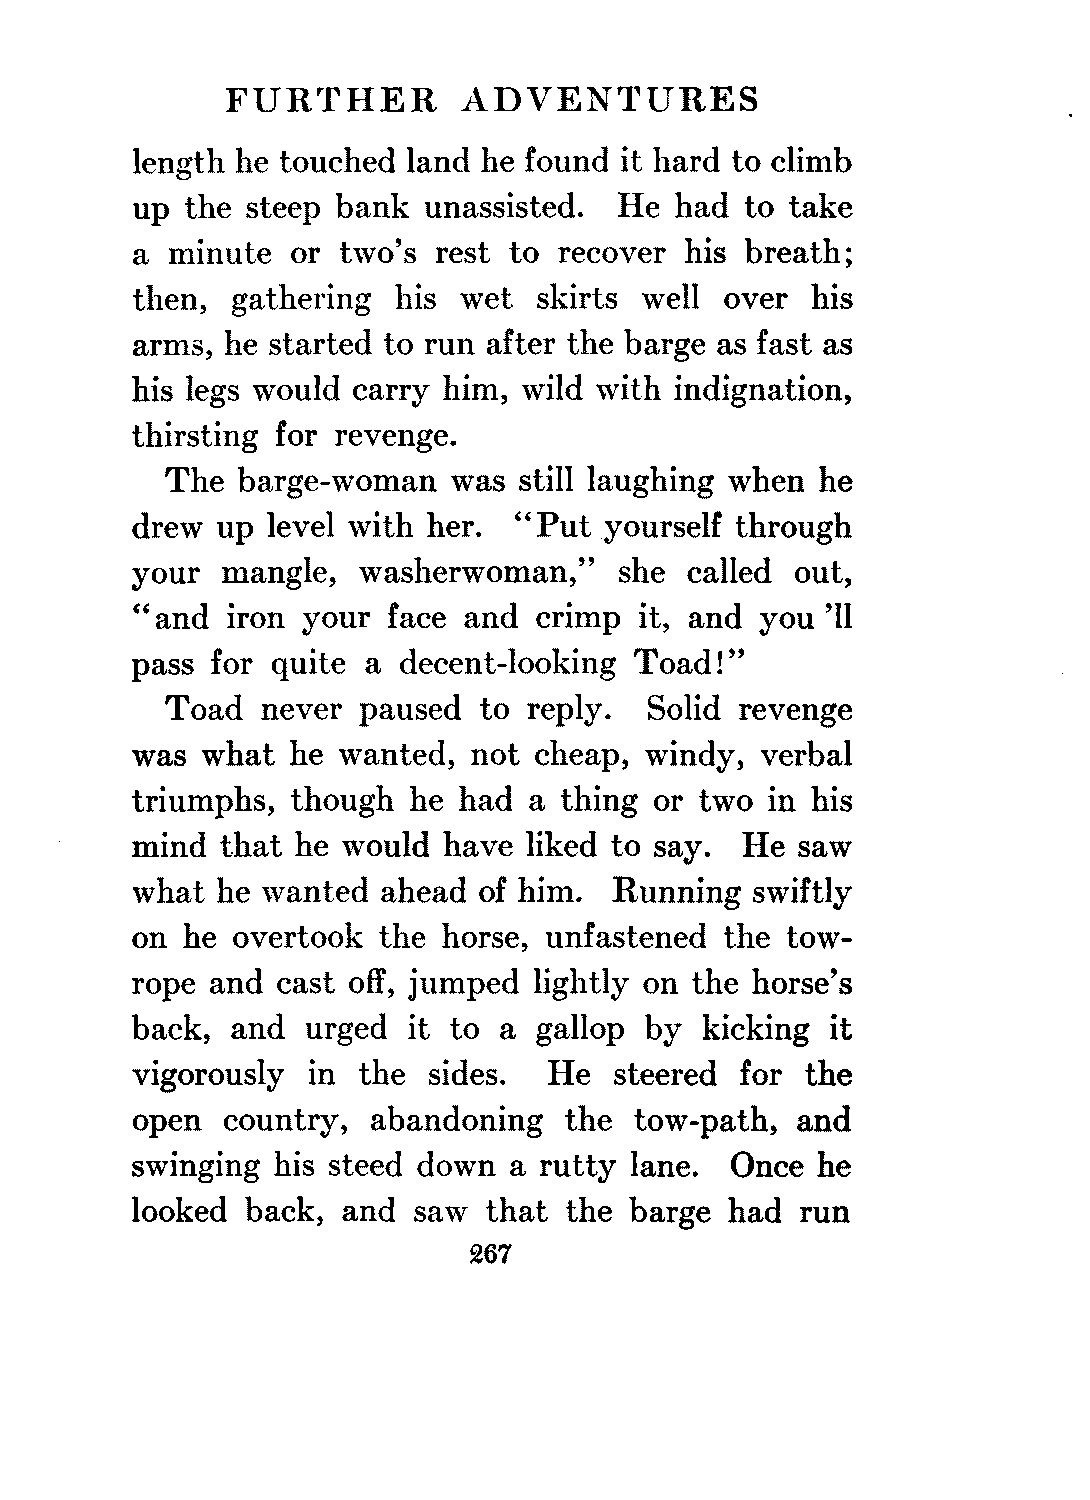 FURTHER ADVENTURES
length he touched land he found it hard to climb
up the steep bank unassisted. He had to take
a minute or two's rest to recover his breath;
then, gathering his wet skirts well over his
arms, he started to run after the barge as fast as
his legs would carry him, wild with indignation,
thirsting for revenge.
The barge-woman was still laughing when he
drew up level with her. “Put yourself through
your mangle, washerwoman,” she called out,
“and iron your face and crimp it, and you 'll
pass for quite a decent-looking Toad!”
Toad never paused to reply. Solid revenge
was what he wanted, not cheap, windy, verbal
triumphs, though he had a thing or two in his
mind that he would have liked to say. He saw
what he wanted ahead of him. Running swiftly
on he overtook the horse, unfastened the tow-
rope and cast off, jumped lightly on the horse's
back, and urged it to a gallop by kicking it
vigorously in the sides. He steered for the
open country, abandoning the tow-path, and
swinging his steed down a rutty lane. Once he
looked back, and saw that the barge had run
267